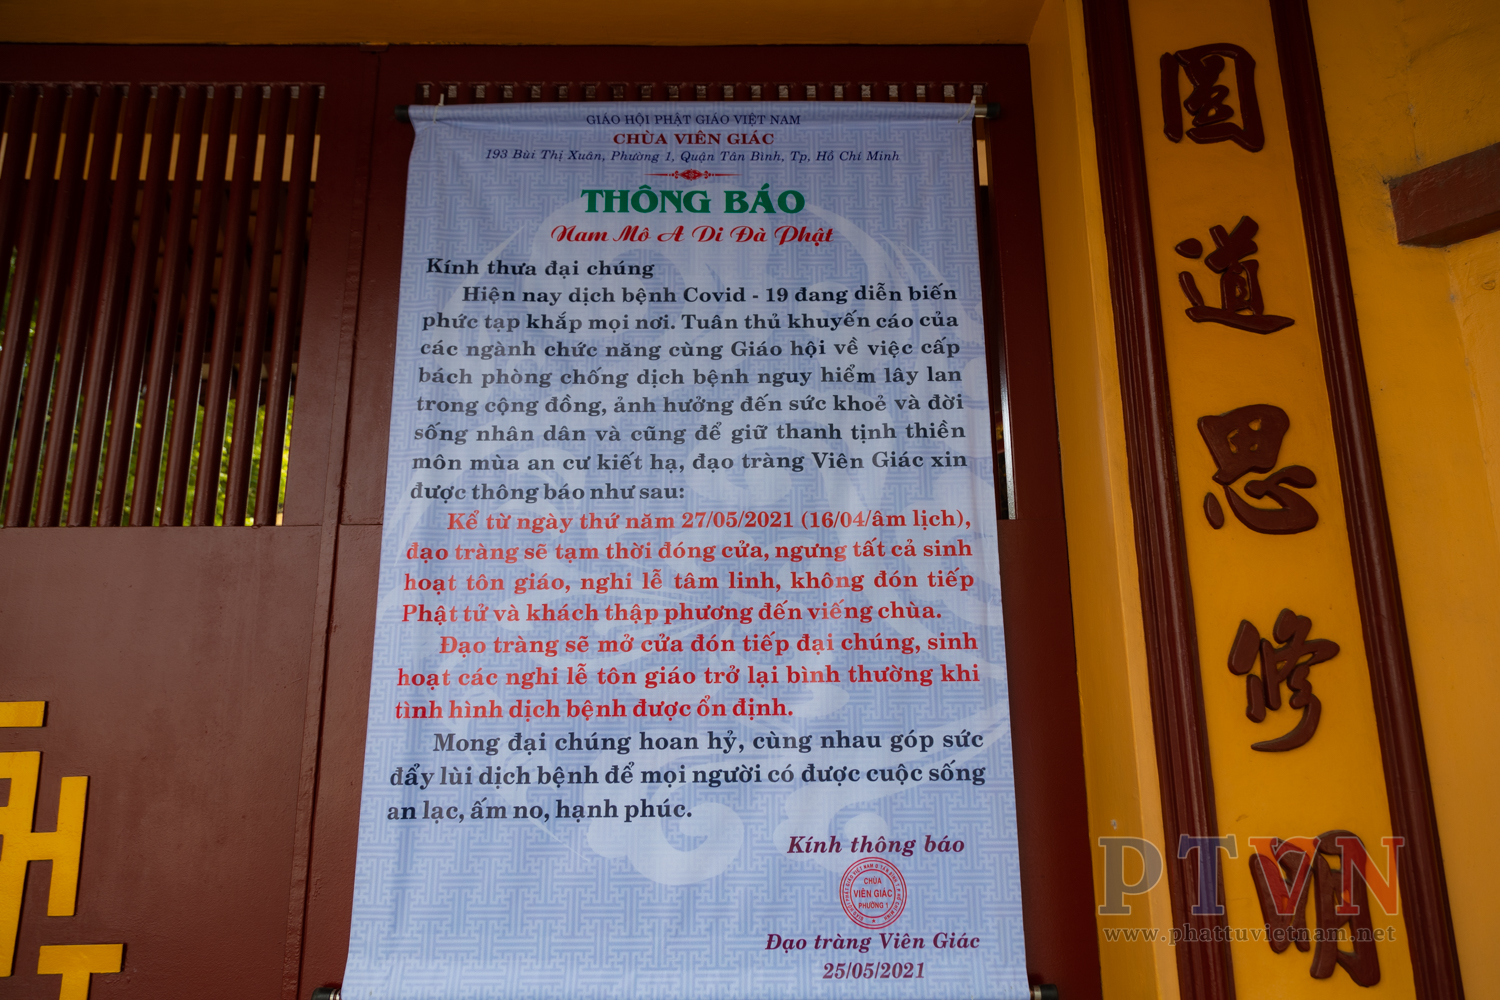 GIÁO HỘI PHẬT GIÁO VIỆT NAM
CHÙA VIÊN GIÁC
193 Bùi Thị Xuân, Phường 1, Quận Tân Bình, Tp, Hồ Chí Minh
THÔNG BÁO
Nam Mô A Di Đà Phật
Kính thưa đại chúng
Hiện nay dịch bệnh Covid - 19 đang diễn biến
phức tạp khắp mọi nơi. Tuân thủ khuyến cáo của
các ngành chức năng cùng Giáo hội về việc cấp
bách phòng chống dịch bệnh nguy hiểm lây lan
trong cộng đồng, ảnh hưởng đến sức khoẻ và đời
sống nhân dân và cũng để giữ thanh tịnh thiền
môn mùa an cư kiết hạ, đạo tràng Viên Giác xin
được thông báo như sau:
Kể từ ngày thứ năm 27/05/2021 (16/04/âm lịch),
đạo tràng sẽ tạm thời đóng cửa, ngưng tất cả sinh
hoạt tôn giáo, nghi lễ tâm linh, không đón tiếp
Phật tử và khách thập phương đến viếng chùa.
Đạo tràng sẽ mở cửa đón tiếp đại chúng, sinh
hoạt các nghi lễ tôn giáo trở lại bình thường khi
tình hình dịch bệnh được ổn định.
Mong đại chúng hoan hỷ, cùng nhau góp sức
đẩy lùi dịch bệnh để mọi người có được cuộc sống
an lạc, ấm no, hạnh phúc.
Kính thông báo
CHÙA
VIÊN GIÁC
PHƯỜNG 1
Đạo tràng Viên Giác
25/05/2021
道
思
修
明
PTVN
www.phattuvietnam.net